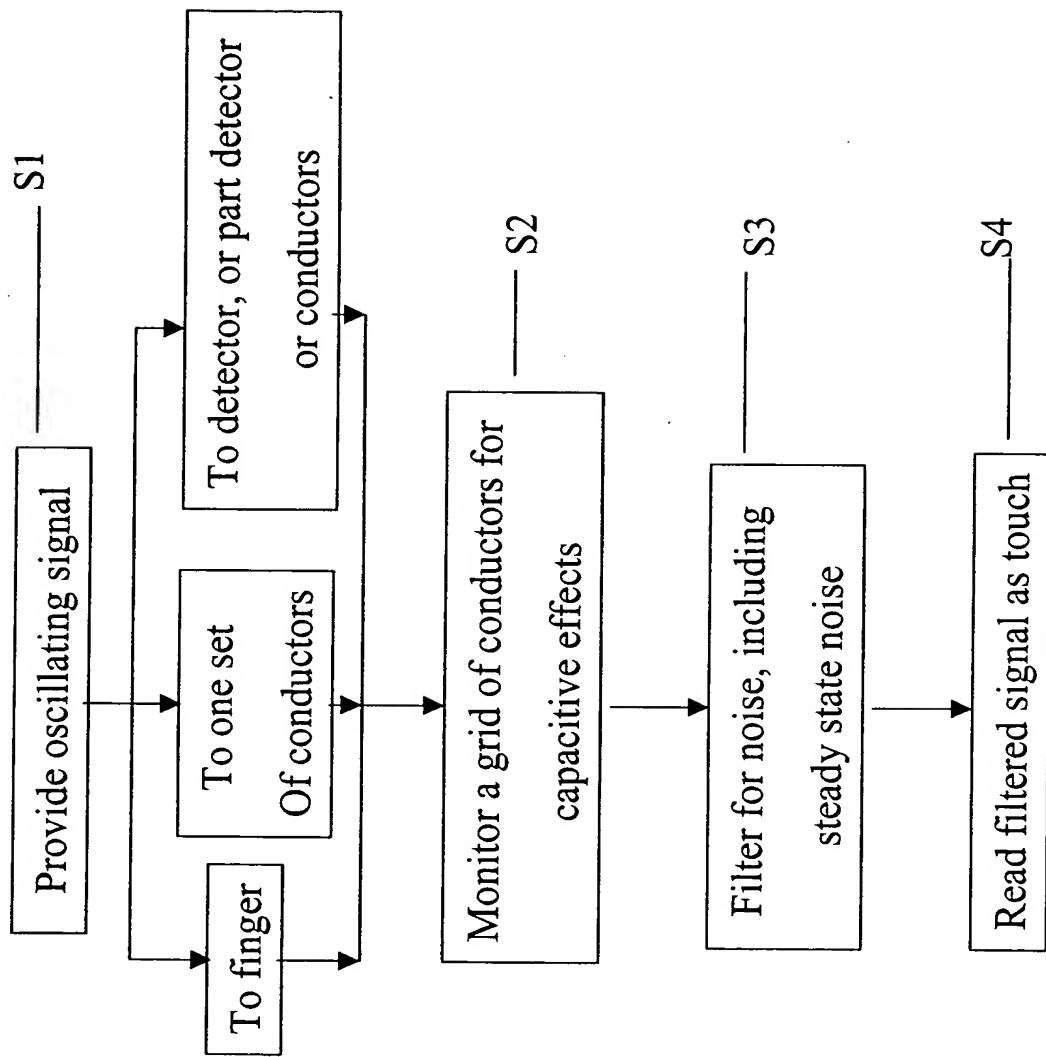 Provide oscillating signal
S1
To finger
To one set
Of conductors
To detector, or part detector
or conductors
Monitor a grid of conductors for
capacitive effects
S2
Filter for noise, including
steady state noise
S3
Read filtered signal as touch
S4